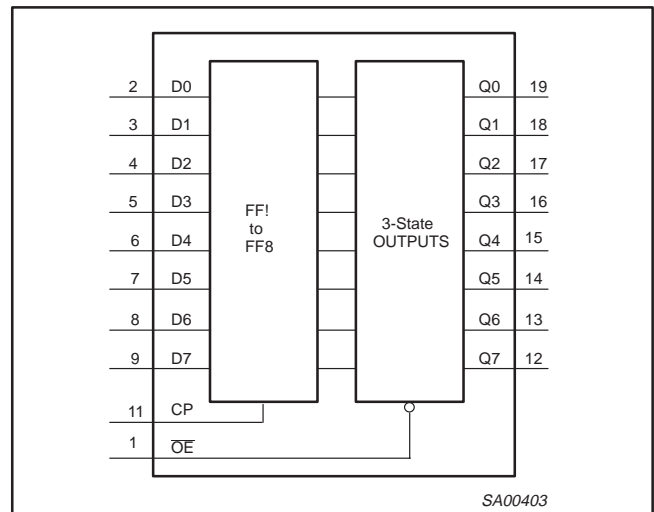 2 D0 Q0 19
3 D1 Q1 18
4 D2 Q2 17
5 D3 Q3 16
FF!
to
FF8
3-State
OUTPUTS
6 D4 Q4 15
7 D5 Q5 14
8 D6 Q6 13
9 D7 Q7 12
11 CP
1 OE
SA00403